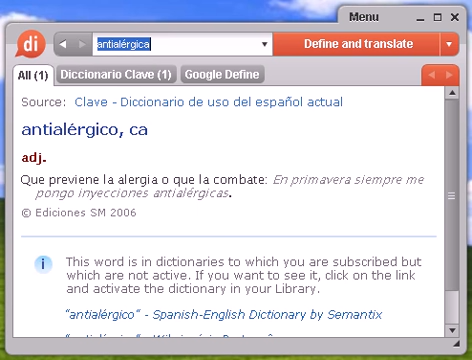 Menu
di
antialérgica
Define and translate
All (1)
Diccionario Clave (1)
Google Define
Source: Clave - Diccionario de uso del español actual
antialérgico, ca
adj.
Que previene la alergia o que la combate: En primavera siempre me
pongo inyecciones antialérgicas.
© Ediciones SM 2006
i
This word is in dictionaries to which you are subscribed but
which are not active. If you want to see it, click on the link
and activate the dictionary in your Library.
"antialérgico" - Spanish-English Dictionary by Semantix